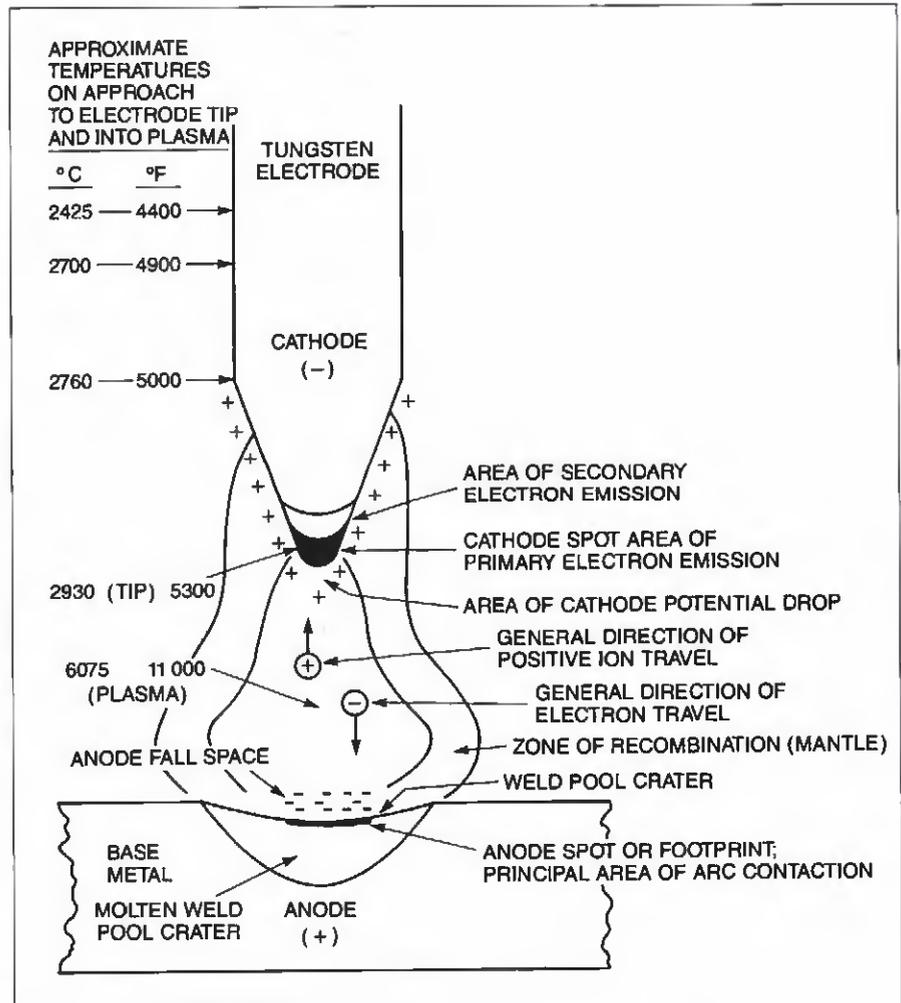 APPROXIMATE
TEMPERATURES
ON APPROACH
TO ELECTRODE TIP
AND INTO PLASMA
°C °F
2425 4400
2700 4900
2760 5000
TUNGSTEN
ELECTRODE
CATHODE
(–)
AREA OF SECONDARY
ELECTRON EMISSION
CATHODE SPOT AREA OF
PRIMARY ELECTRON EMISSION
2930 (TIP) 5300
AREA OF CATHODE POTENTIAL DROP
GENERAL DIRECTION OF
POSITIVE ION TRAVEL
6075 11 000
(PLASMA)
GENERAL DIRECTION OF
ELECTRON TRAVEL
ZONE OF RECOMBINATION (MANTLE)
ANODE FALL SPACE
WELD POOL CRATER
ANODE SPOT OR FOOTPRINT;
PRINCIPAL AREA OF ARC CONTACTION
BASE
METAL
MOLTEN WELD
POOL CRATER
ANODE
(+)